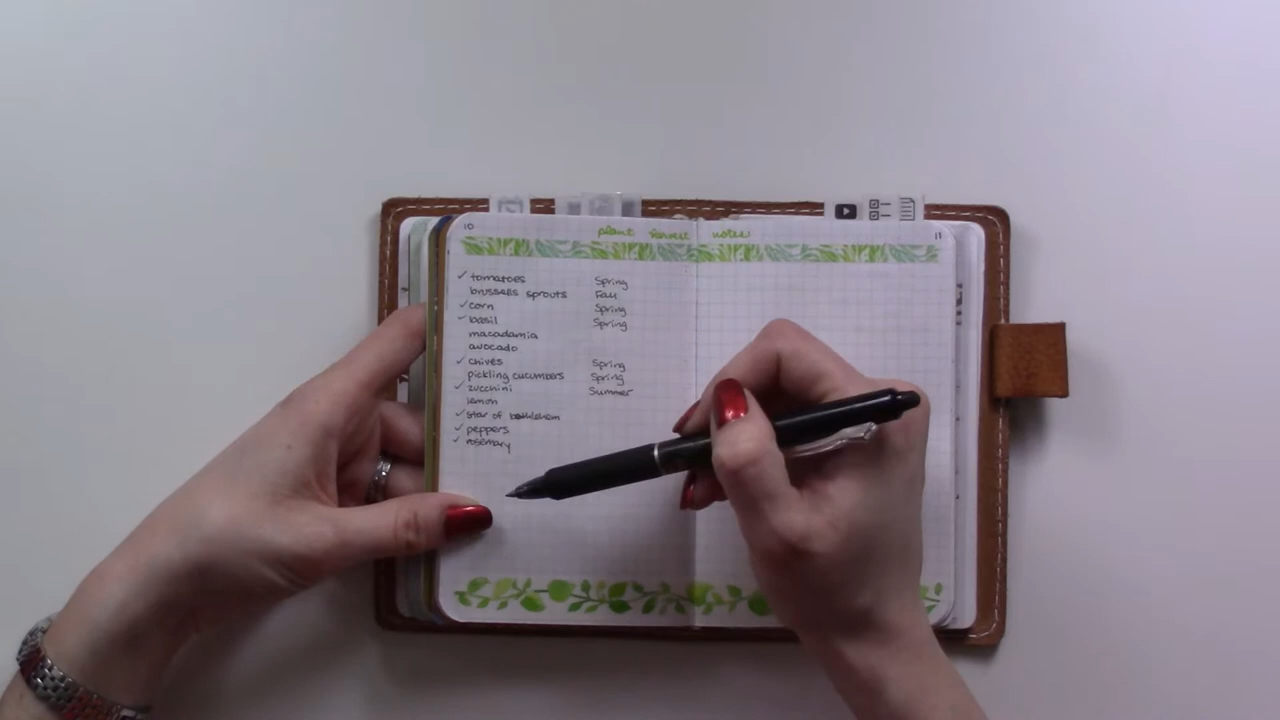 10
plant harvest notes
11
✓ tomatoes Spring
brussels sprouts Fall
✓ corn Spring
✓ basil Spring
macadamia
avocado
✓ chives Spring
pickling cucumbers Spring
✓ zucchini Summer
lemon
✓ star of bethlehem
✓ peppers
✓ rosemary